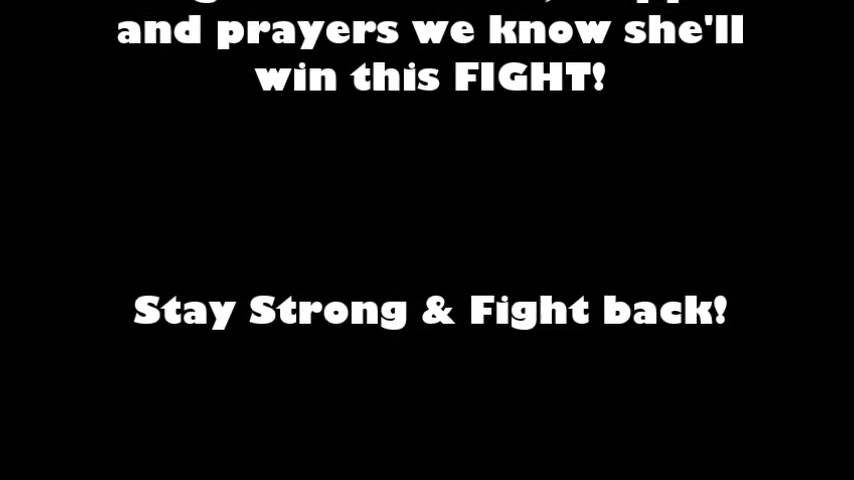 and prayers we know she'll
win this FIGHT!
Stay Strong & Fight back!